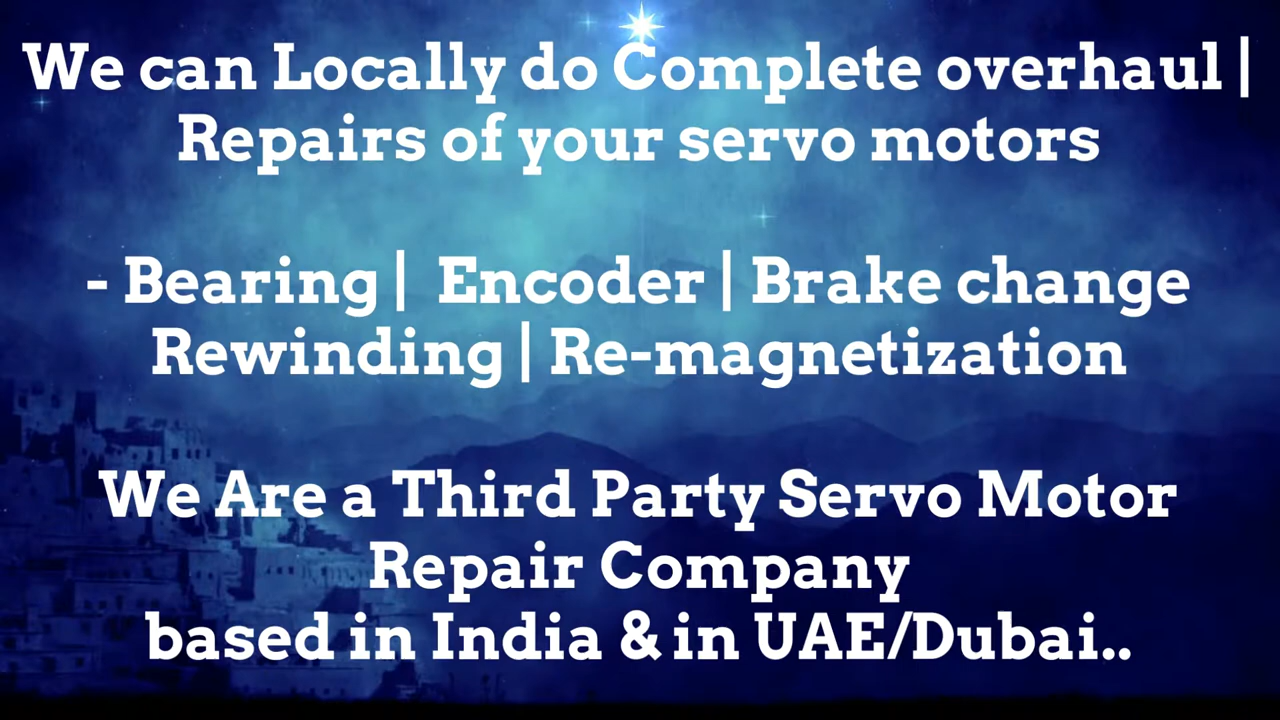 We can Locally do Complete overhaul |
Repairs of your servo motors
- Bearing | Encoder | Brake change
Rewinding | Re-magnetization
We Are a Third Party Servo Motor
Repair Company
based in India & in UAE/Dubai..